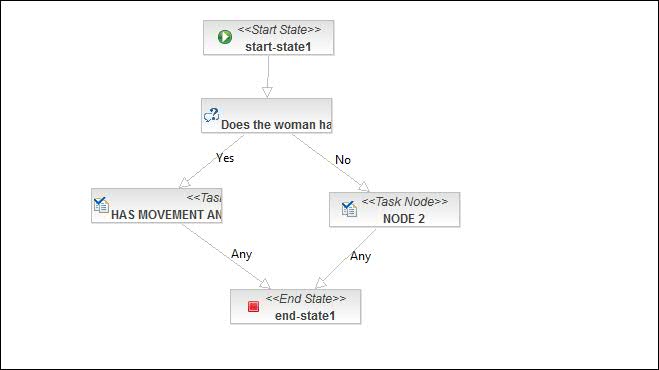 <<Start State>>
start-state1
Does the woman ha
Yes
No
<<Tas
HAS MOVEMENT AN
<<Task Node>>
NODE 2
Any
Any
<<End State>>
end-state1